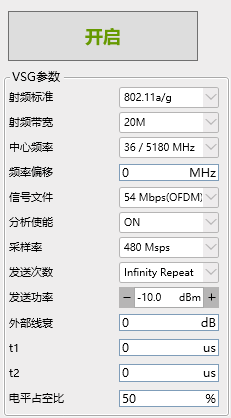 开启
VSG参数
射频标准 802.11a/g
射频带宽 20M
中心频率 36 / 5180 MHz
频率偏移 0 MHz
信号文件 54 Mbps(OFDM)
分析使能 ON
采样率 480 Msps
发送次数 Infinity Repeat
发送功率 − -10.0 dBm +
外部线衰 0 dB
t1 0 us
t2 0 us
电平占空比 50 %